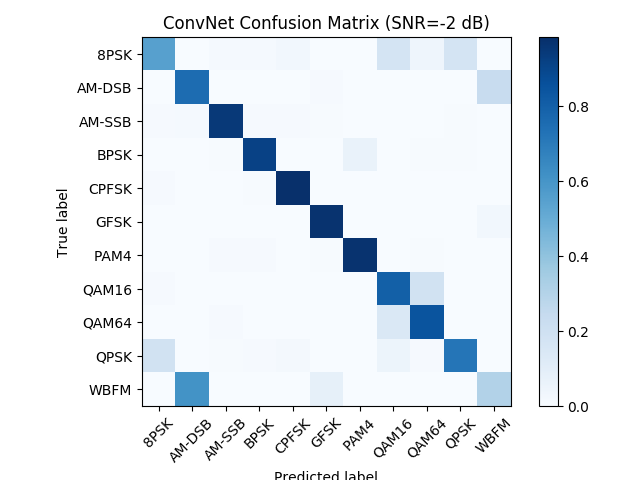 ConvNet Confusion Matrix (SNR=-2 dB)
True label
8PSK
AM-DSB
AM-SSB
BPSK
CPFSK
GFSK
PAM4
QAM16
QAM64
QPSK
WBFM
8PSK AM-DSB AM-SSB BPSK CPFSK GFSK PAM4 QAM16 QAM64 QPSK WBFM
Predicted label
0.8
0.6
0.4
0.2
0.0